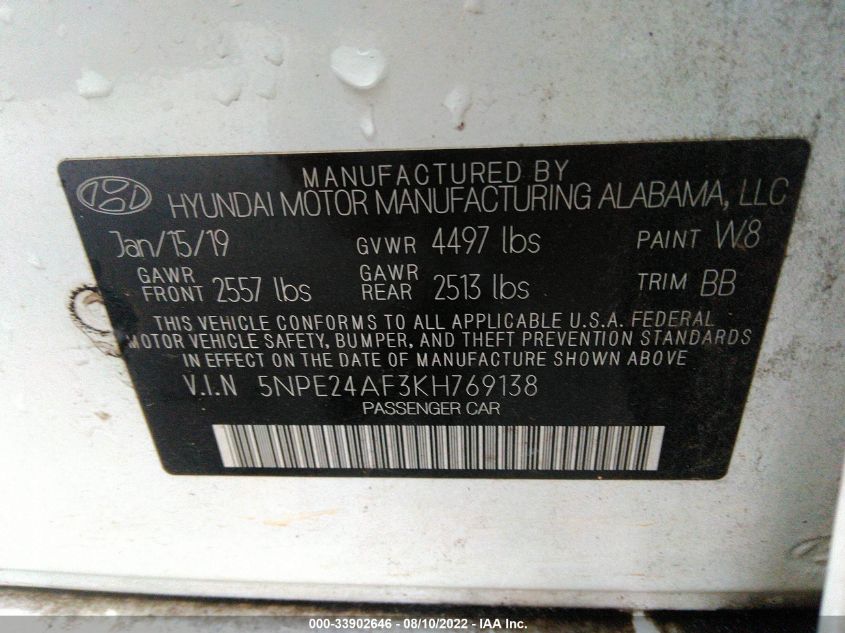 MANUFACTURED BY
HYUNDAI MOTOR MANUFACTURING ALABAMA, LLC
Jan/15/19 GVWR 4497 lbs PAINT W8
GAWR FRONT 2557 lbs GAWR REAR 2513 lbs TRIM BB
THIS VEHICLE CONFORMS TO ALL APPLICABLE U.S.A. FEDERAL
MOTOR VEHICLE SAFETY, BUMPER, AND THEFT PREVENTION STANDARDS
IN EFFECT ON THE DATE OF MANUFACTURE SHOWN ABOVE
V.I.N 5NPE24AF3KH769138
PASSENGER CAR
000-33902646 - 08/10/2022 - IAA Inc.